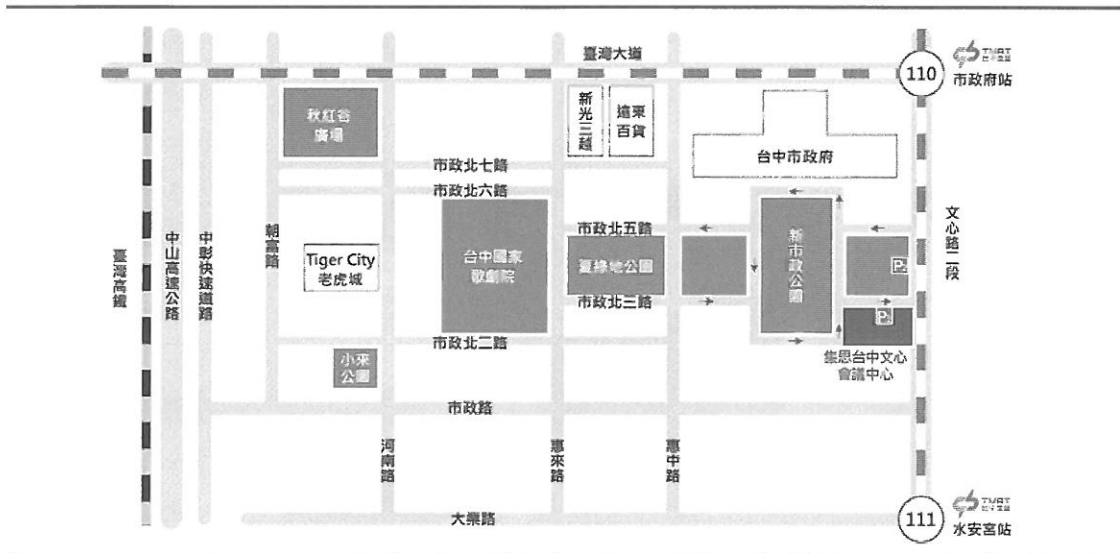 臺灣大道
110
市政府站
秋紅谷
廣場
新光三越
遠東
百貨
台中市政府
市政北七路
市政北六路
文心路二段
臺灣高鐵
中山高速公路
中彰快速道路
朝富路
Tiger City
老虎城
台中國家
歌劇院
市政北五路
夏綠地公園
市政北三路
新市政公園
P
P
市政北二路
小來
公園
集思台中文心
會議中心
市政路
河南路
惠來路
惠中路
大業路
111
水安宮站